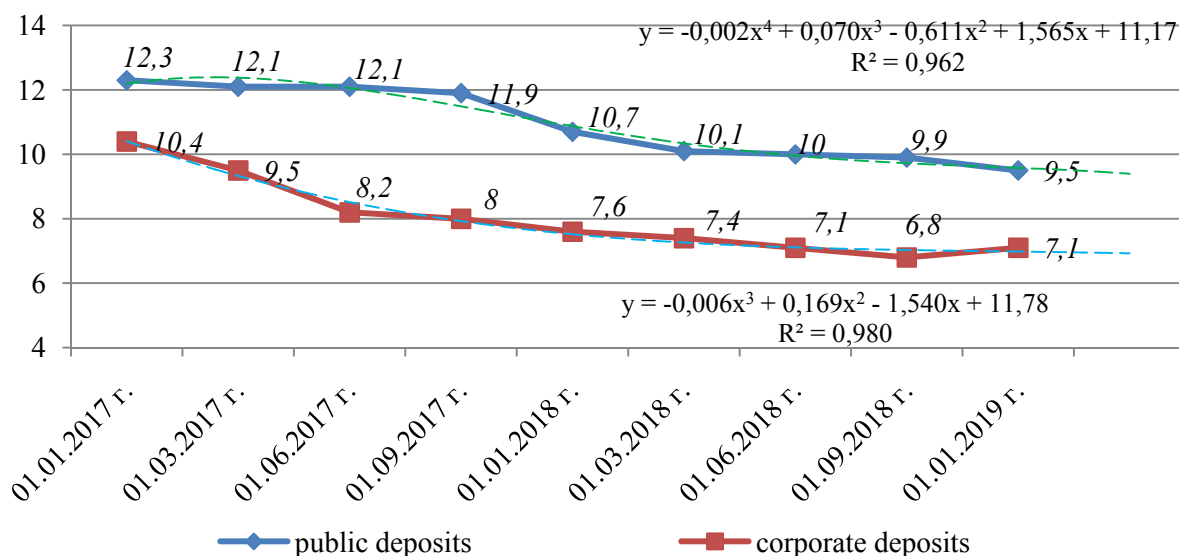 14
12
10
8
6
4
y = -0,002x⁴ + 0,070x³ - 0,611x² + 1,565x + 11,17
R² = 0,962
12,3
12,1
12,1
11,9
10,7
10,1
10
9,9
9,5
10,4
9,5
8,2
8
7,6
7,4
7,1
6,8
7,1
y = -0,006x³ + 0,169x² - 1,540x + 11,78
R² = 0,980
01.01.2017 г.
01.03.2017 г.
01.06.2017 г.
01.09.2017 г.
01.01.2018 г.
01.03.2018 г.
01.06.2018 г.
01.09.2018 г.
01.01.2019 г.
public deposits
corporate deposits